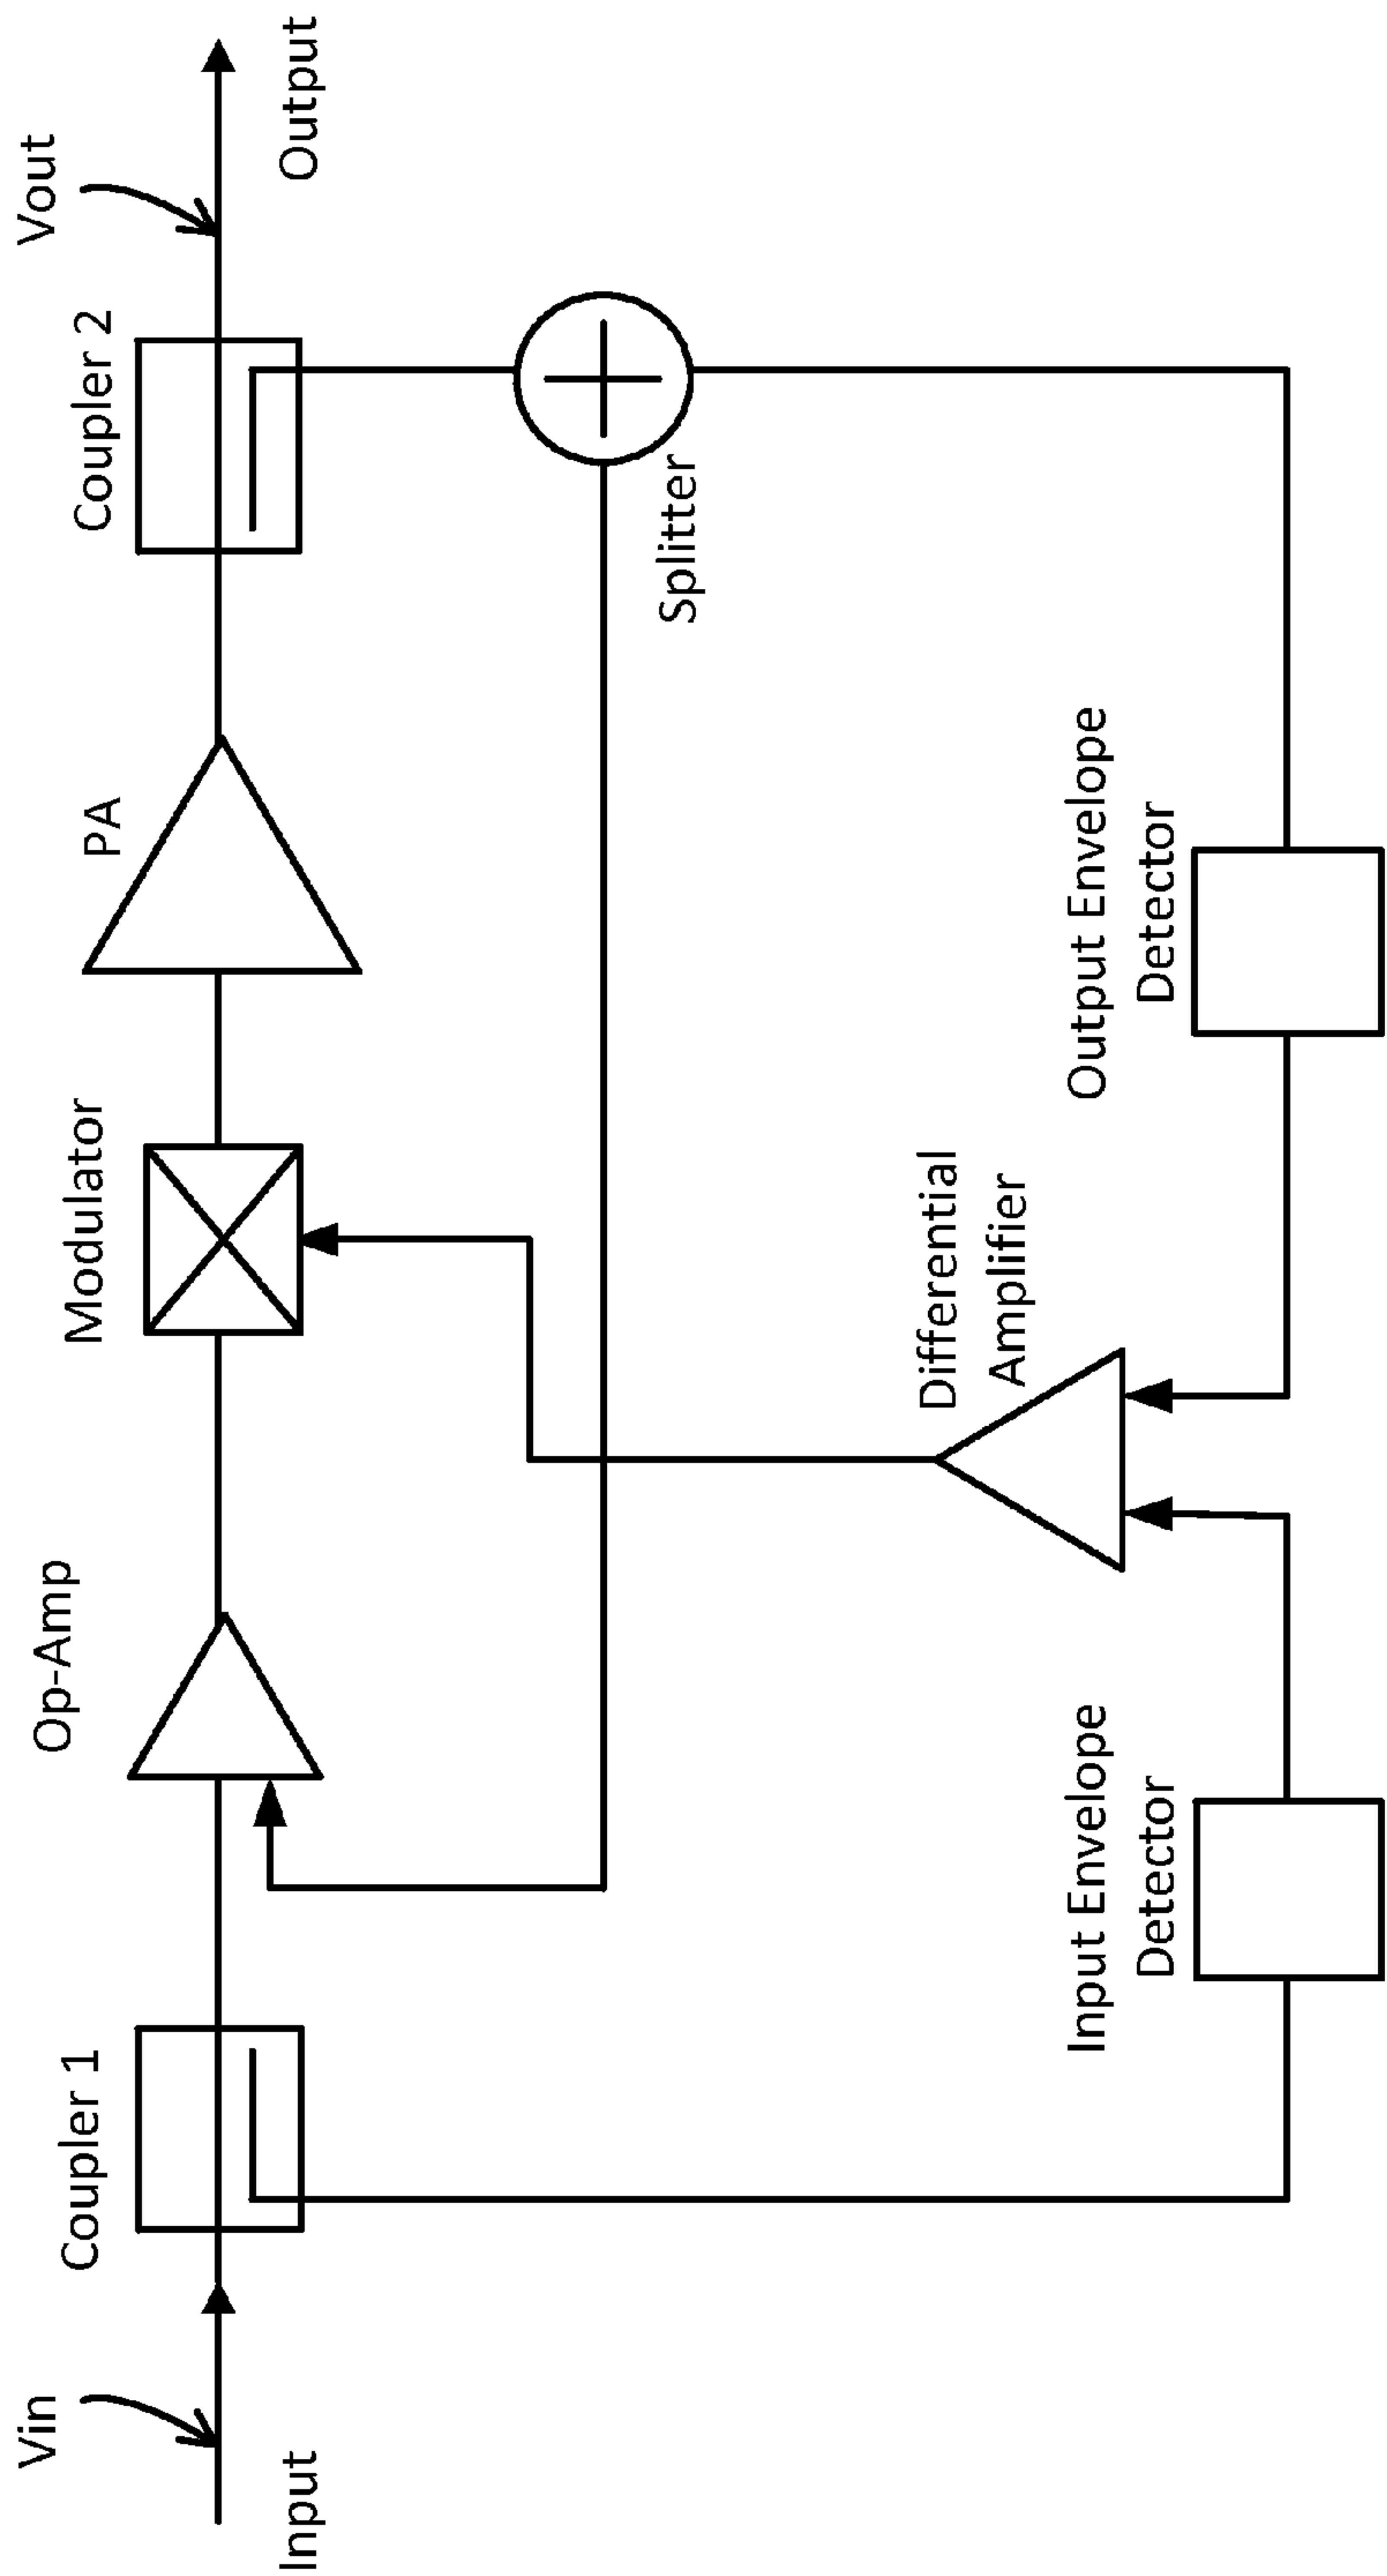 Vin
Vout
Coupler 1
Op-Amp
Modulator
PA
Coupler 2
Input
Output
Splitter
Differential
Amplifier
Input Envelope
Detector
Output Envelope
Detector